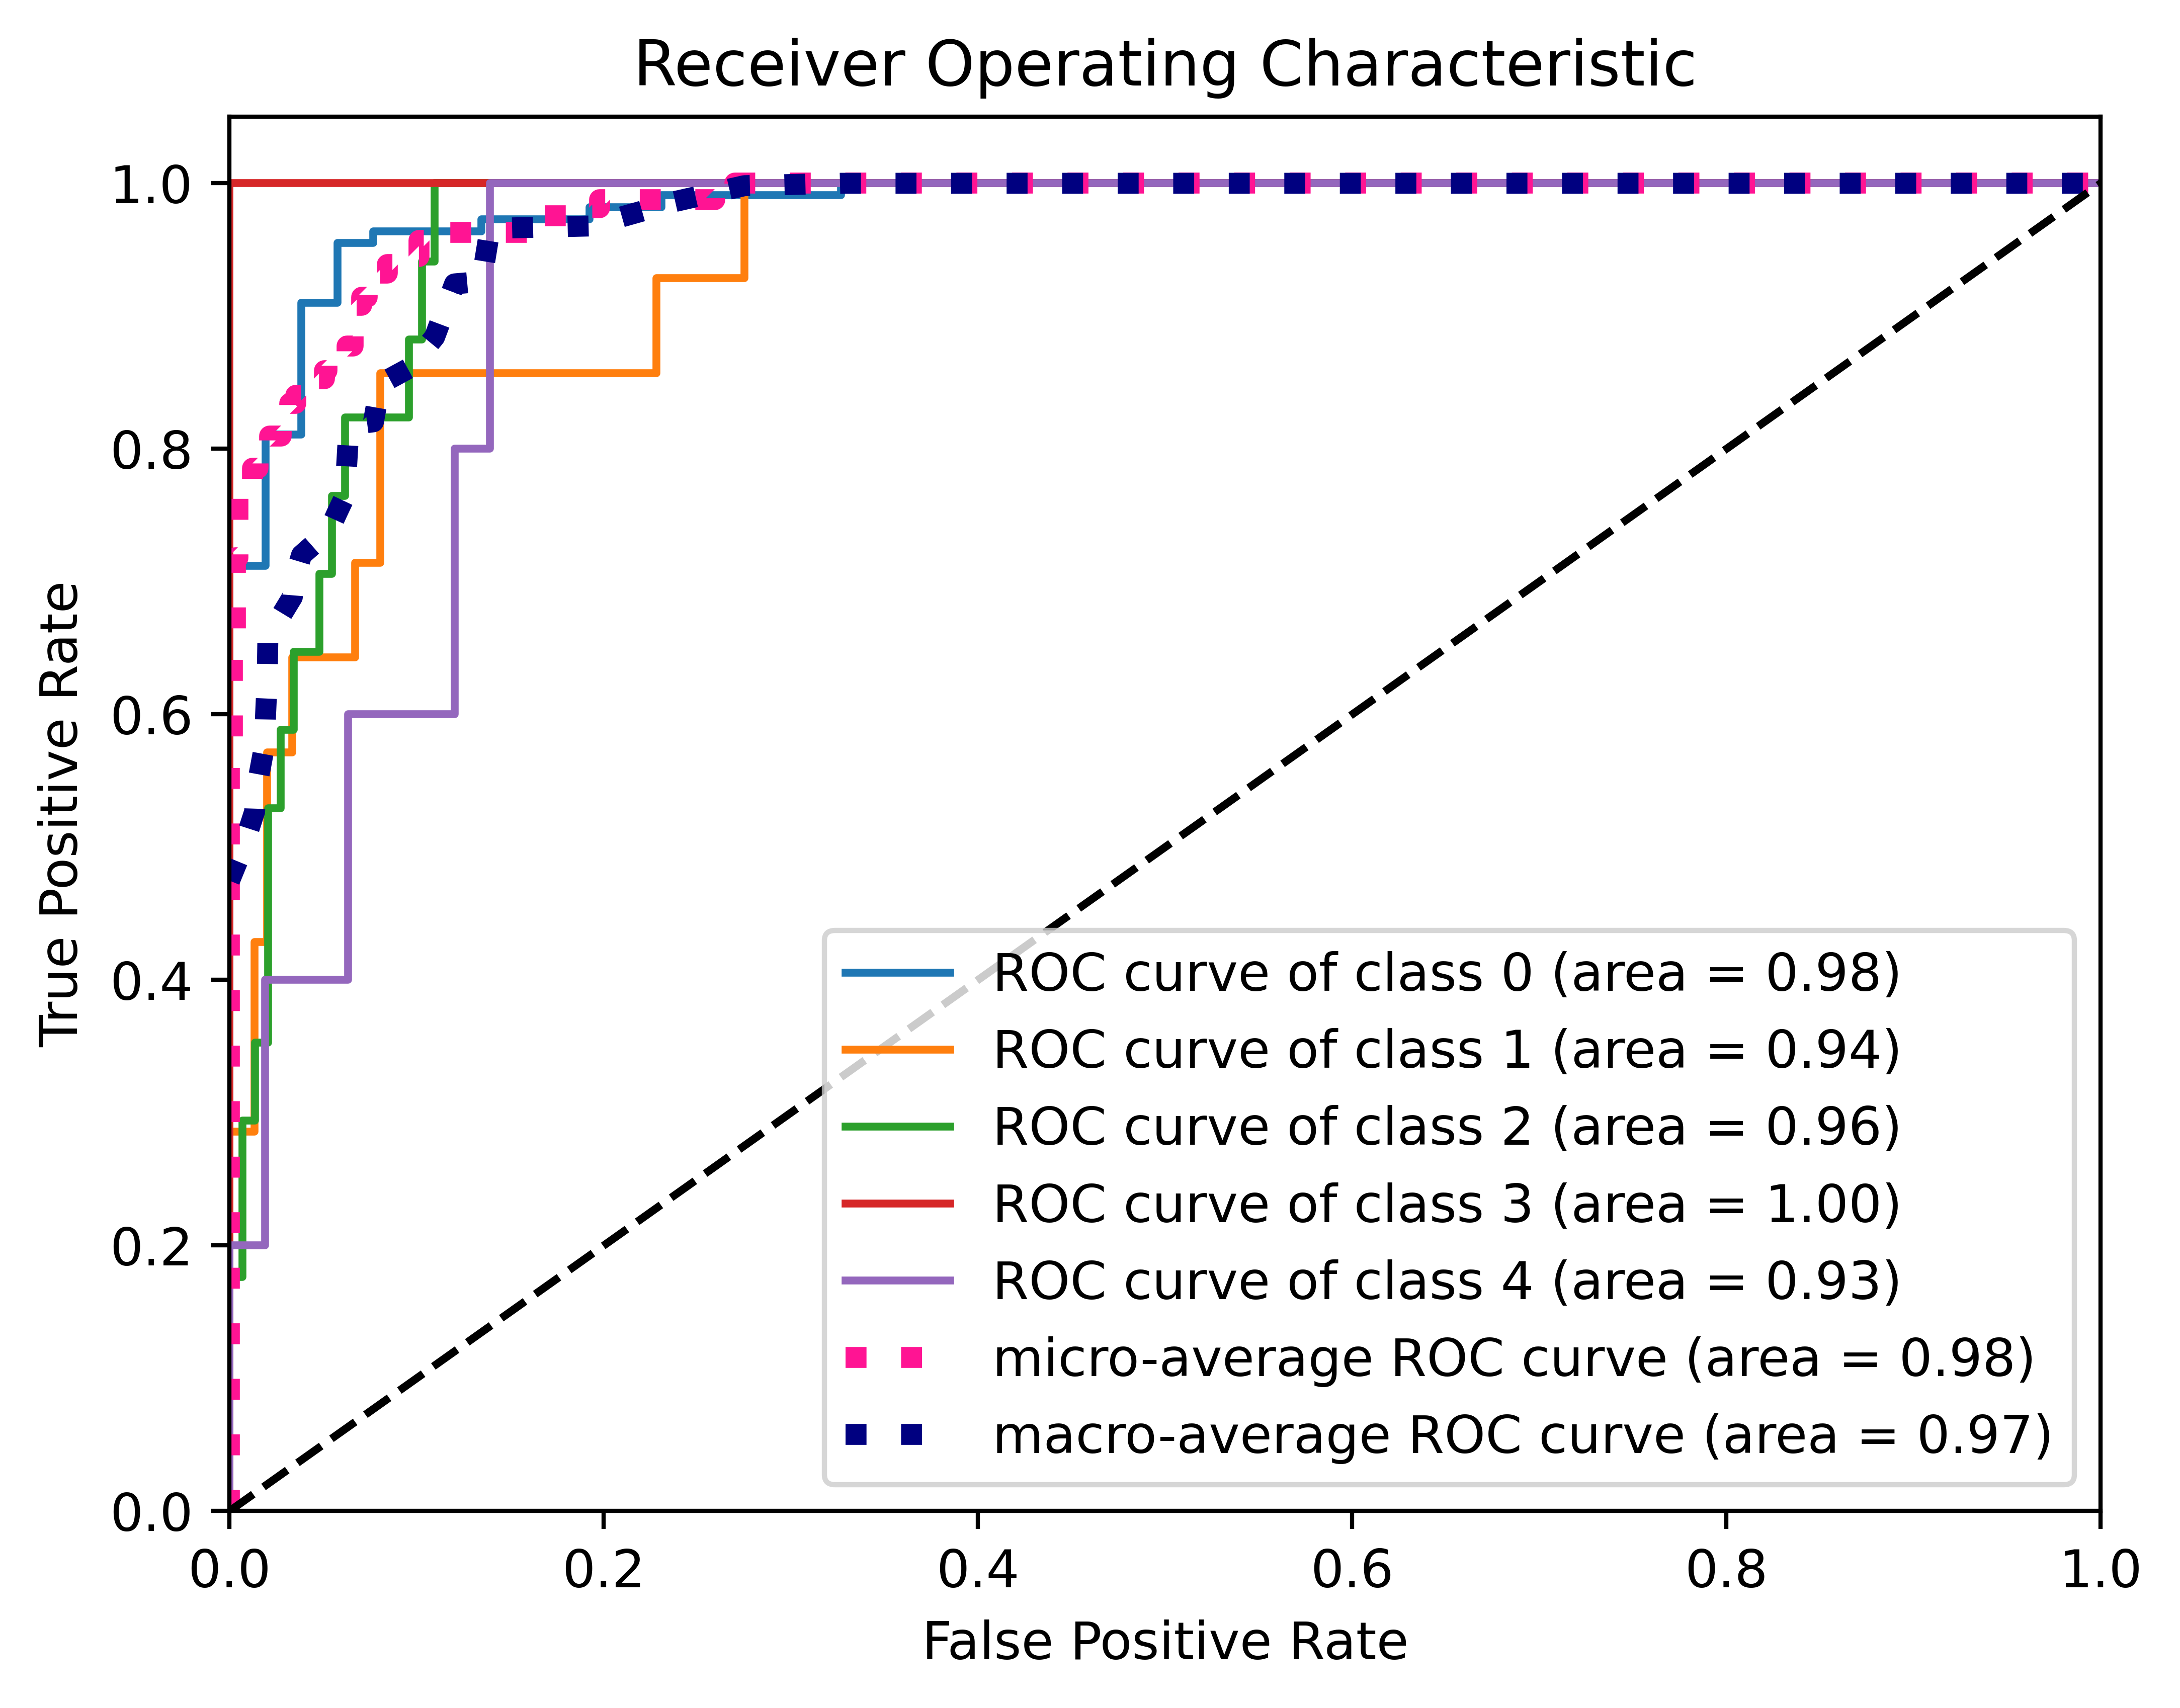 Receiver Operating Characteristic
True Positive Rate
1.0
0.8
0.6
0.4
0.2
0.0
ROC curve of class 0 (area = 0.98)
ROC curve of class 1 (area = 0.94)
ROC curve of class 2 (area = 0.96)
ROC curve of class 3 (area = 1.00)
ROC curve of class 4 (area = 0.93)
micro-average ROC curve (area = 0.98)
macro-average ROC curve (area = 0.97)
0.0 0.2 0.4 0.6 0.8 1.0
False Positive Rate